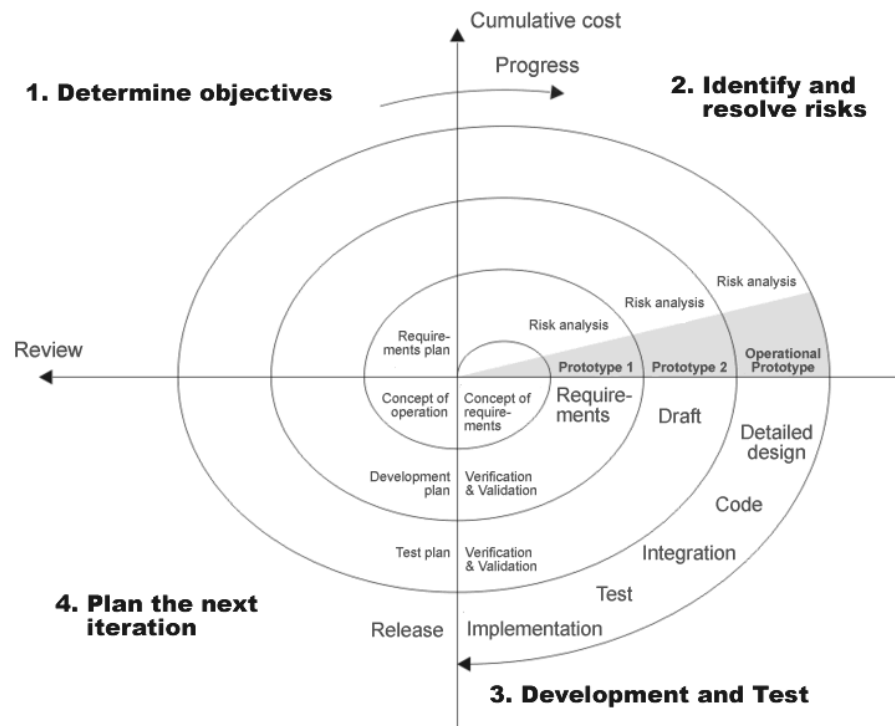 Cumulative cost
Progress
1. Determine objectives
2. Identify and
resolve risks
Risk analysis
Risk analysis
Risk analysis
Require-
ments plan
Review
Prototype 1
Prototype 2
Operational
Prototype
Concept of
operation
Concept of
require-
ments
Require-
ments
Draft
Detailed
design
Development
plan
Verification
& Validation
Code
Test plan
Verification
& Validation
Integration
Test
4. Plan the next
iteration
Release
Implementation
3. Development and Test